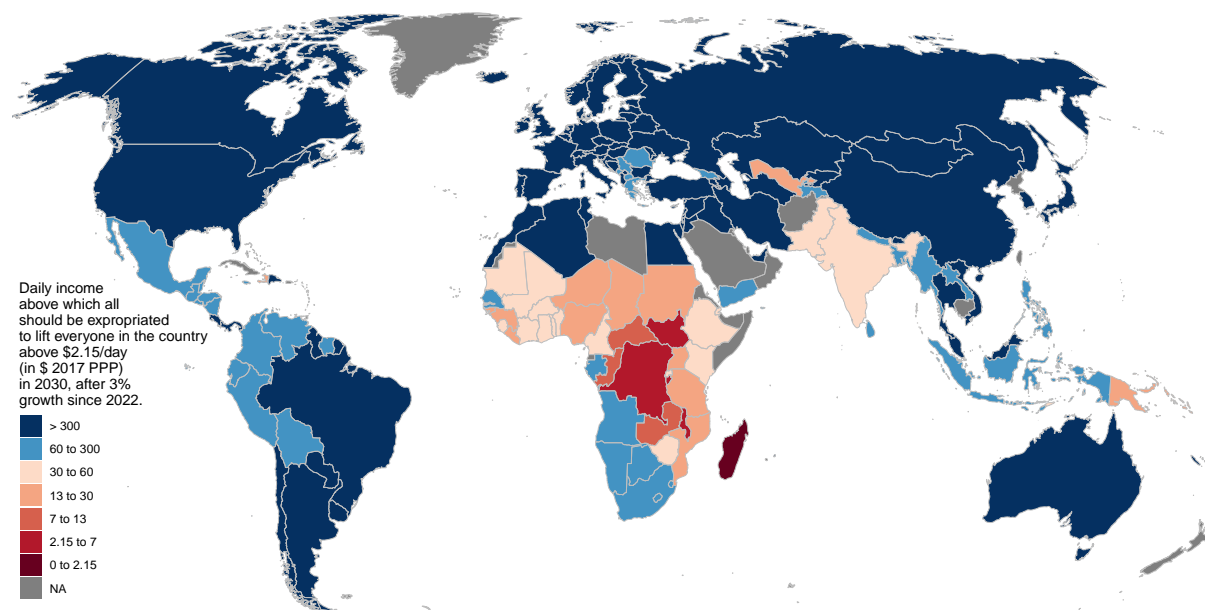 Daily income
above which all
should be expropriated
to lift everyone in the country
above $2.15/day
(in $ 2017 PPP)
in 2030, after 3%
growth since 2022.
> 300
60 to 300
30 to 60
13 to 30
7 to 13
2.15 to 7
0 to 2.15
NA